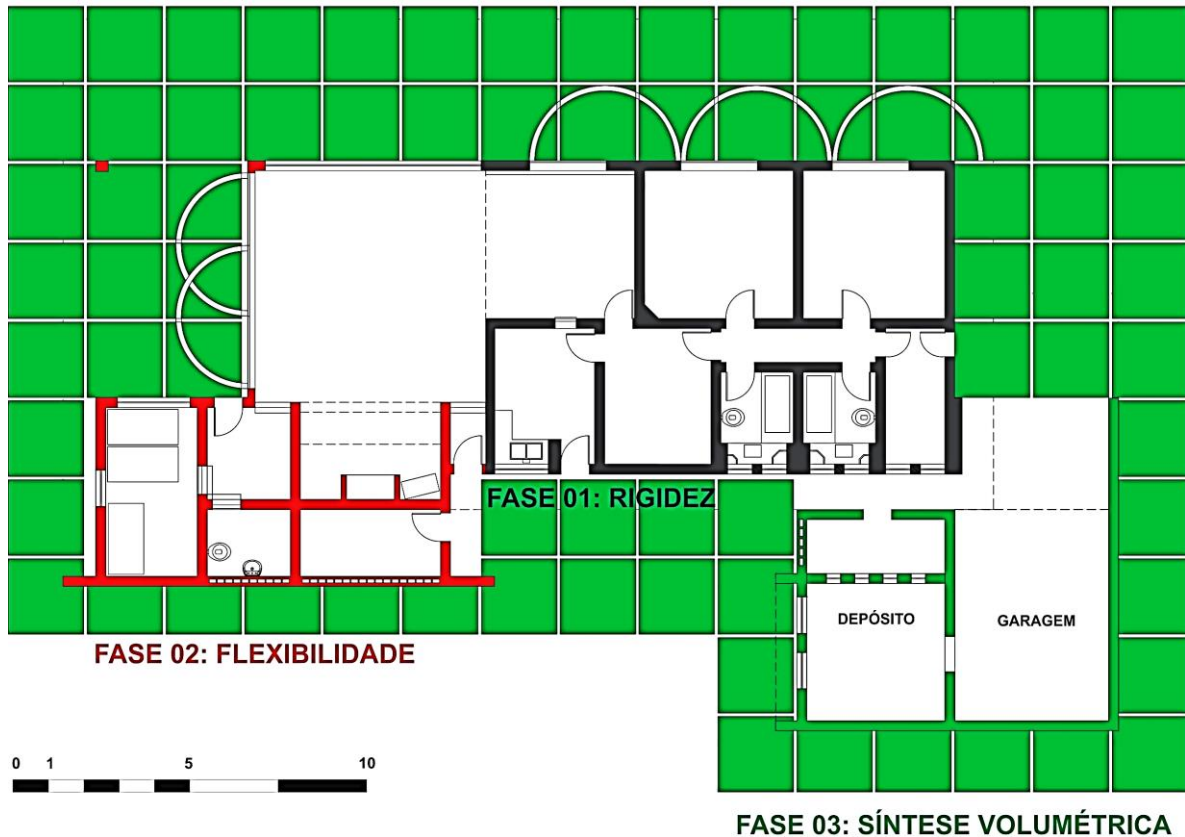 FASE 01: RIGIDEZ
DEPÓSITO
GARAGEM
FASE 02: FLEXIBILIDADE
0 1 5 10
FASE 03: SÍNTESE VOLUMÉTRICA